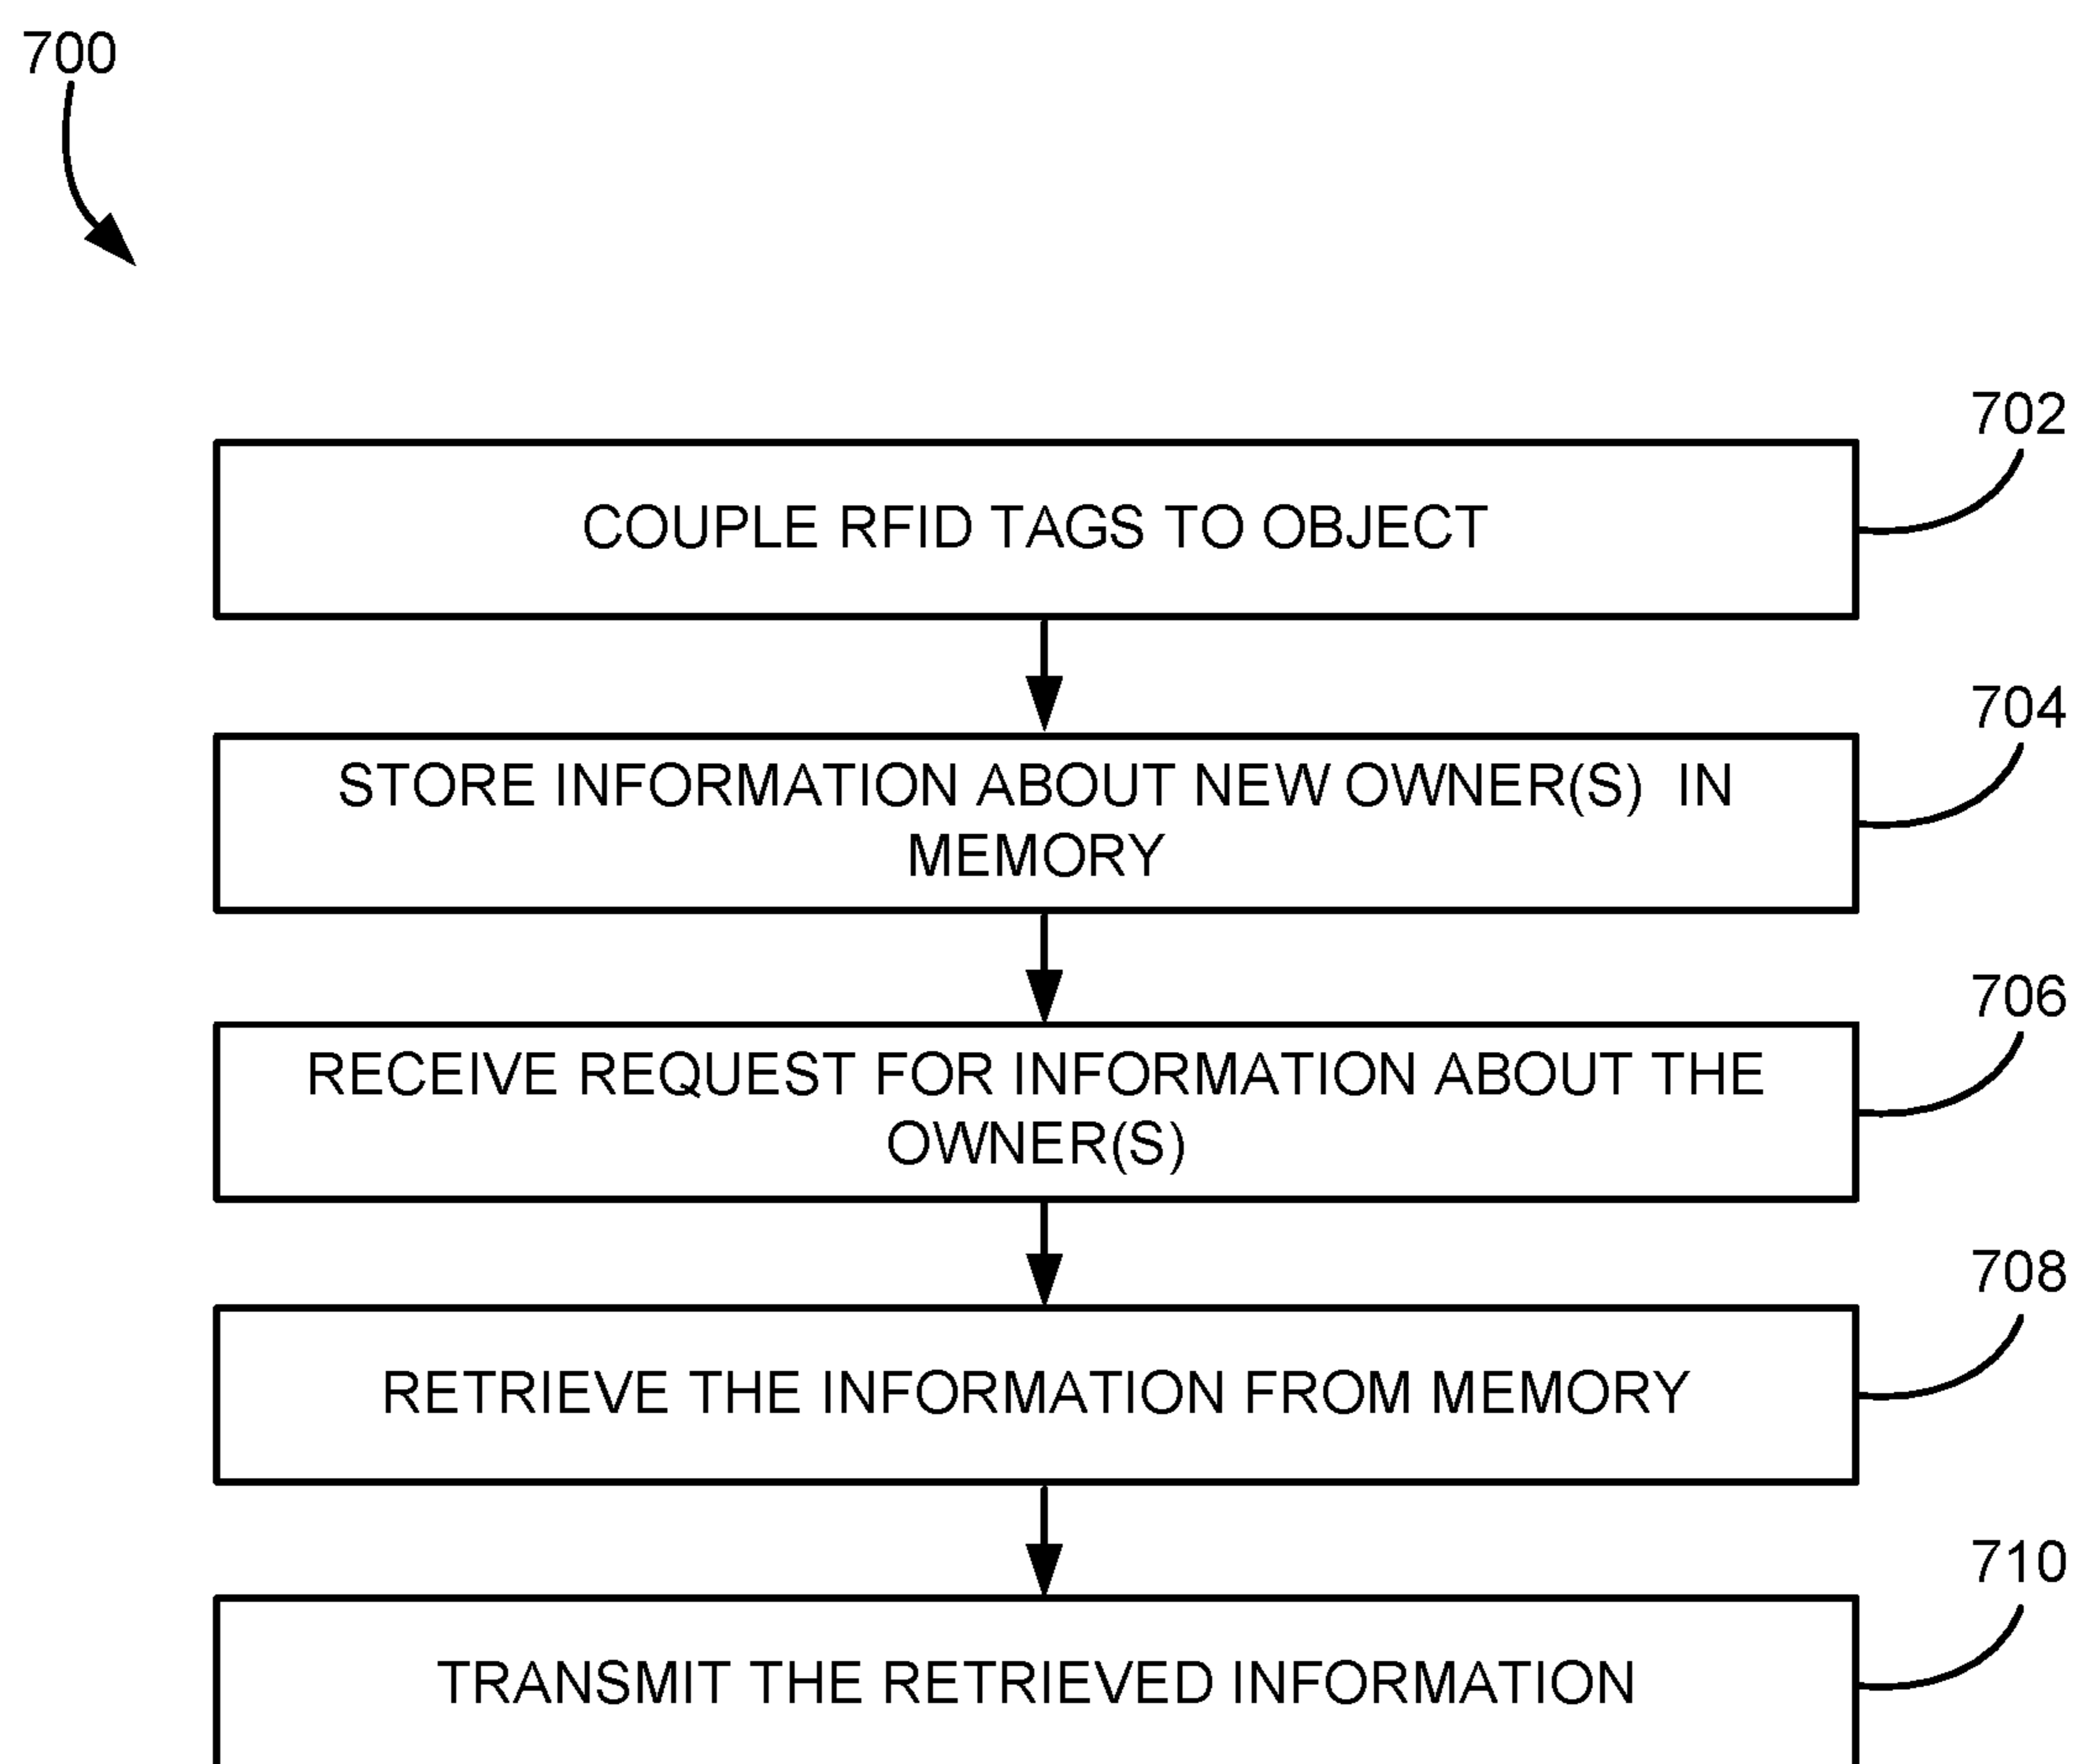 700
702
COUPLE RFID TAGS TO OBJECT
704
STORE INFORMATION ABOUT NEW OWNER(S)  IN
MEMORY
706
RECEIVE REQUEST FOR INFORMATION ABOUT THE
OWNER(S)
708
RETRIEVE THE INFORMATION FROM MEMORY
710
TRANSMIT THE RETRIEVED INFORMATION